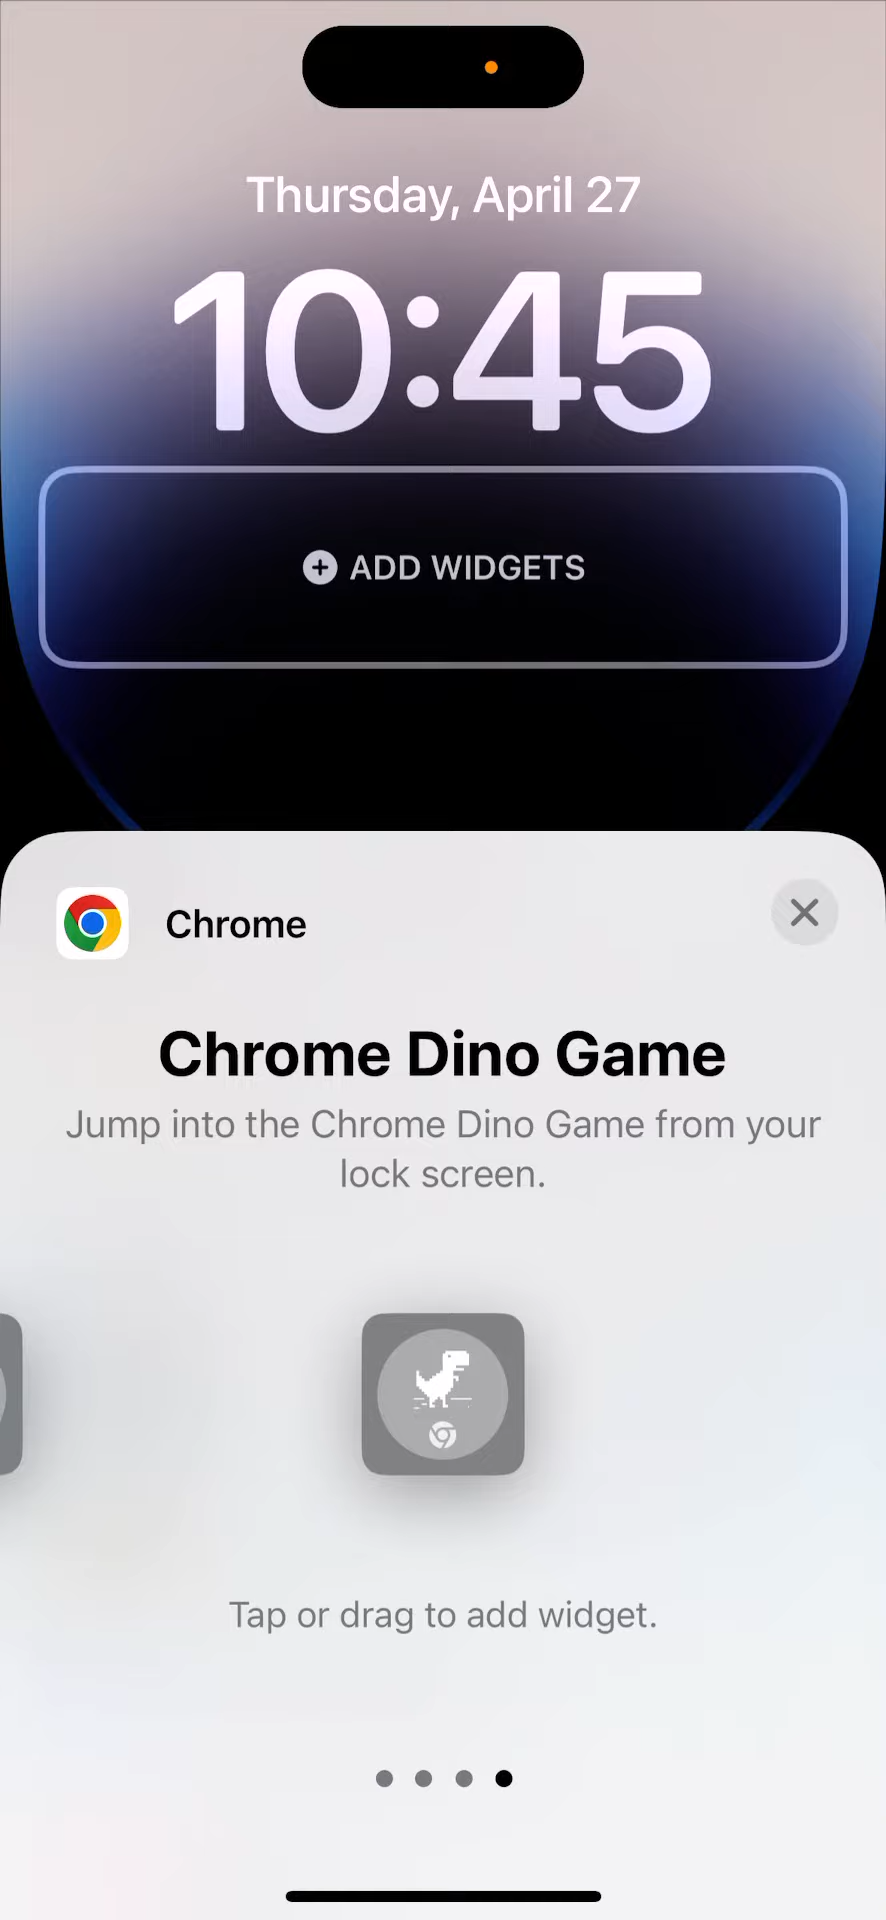 Thursday, April 27
10:45
ADD WIDGETS
Chrome
Chrome Dino Game
Jump into the Chrome Dino Game from your
lock screen.
Tap or drag to add widget.